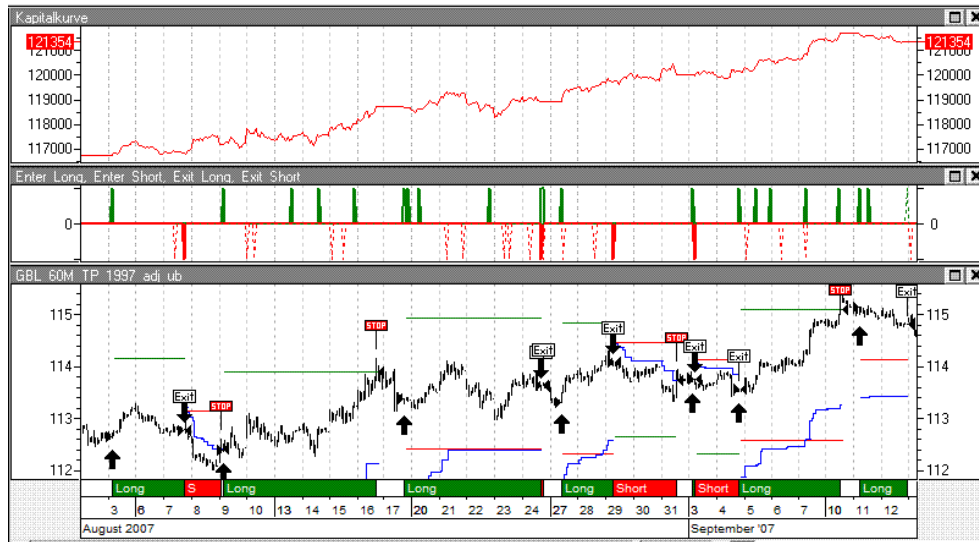 Kapitalkurve
121354 121354
121000 121000
120000 120000
119000 119000
118000 118000
117000 117000
Enter Long, Enter Short, Exit Long, Exit Short
0 0
GBL 60M TP 1997 adj ub
STOP Exit
115 115
STOP Exit Exit STOP Exit Exit
114 114
Exit STOP
113 113
112 112
Long S Long Long Long Short Short Long Long
3 6 7 8 9 10 13 14 15 16 17 20 21 22 23 24 27 28 29 30 31 3 4 5 6 7 10 11 12
August 2007 September '07